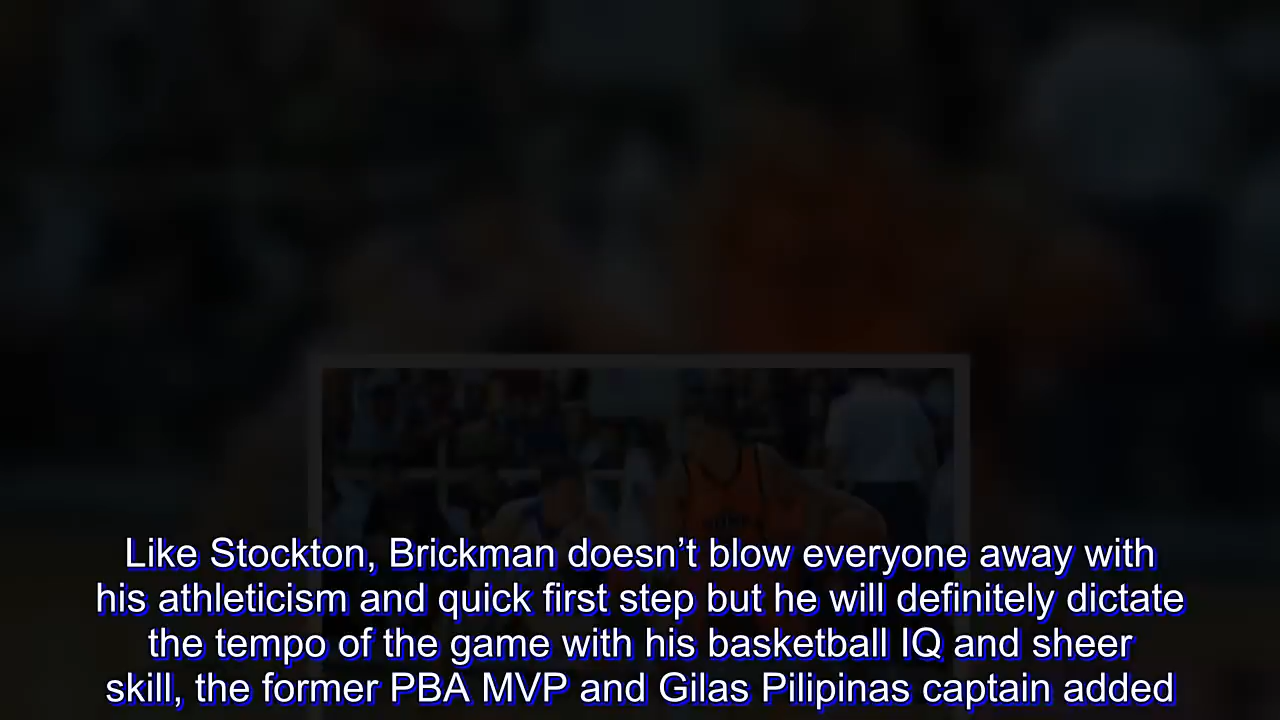 Like Stockton, Brickman doesn’t blow everyone away with
his athleticism and quick first step but he will definitely dictate
the tempo of the game with his basketball IQ and sheer
skill, the former PBA MVP and Gilas Pilipinas captain added